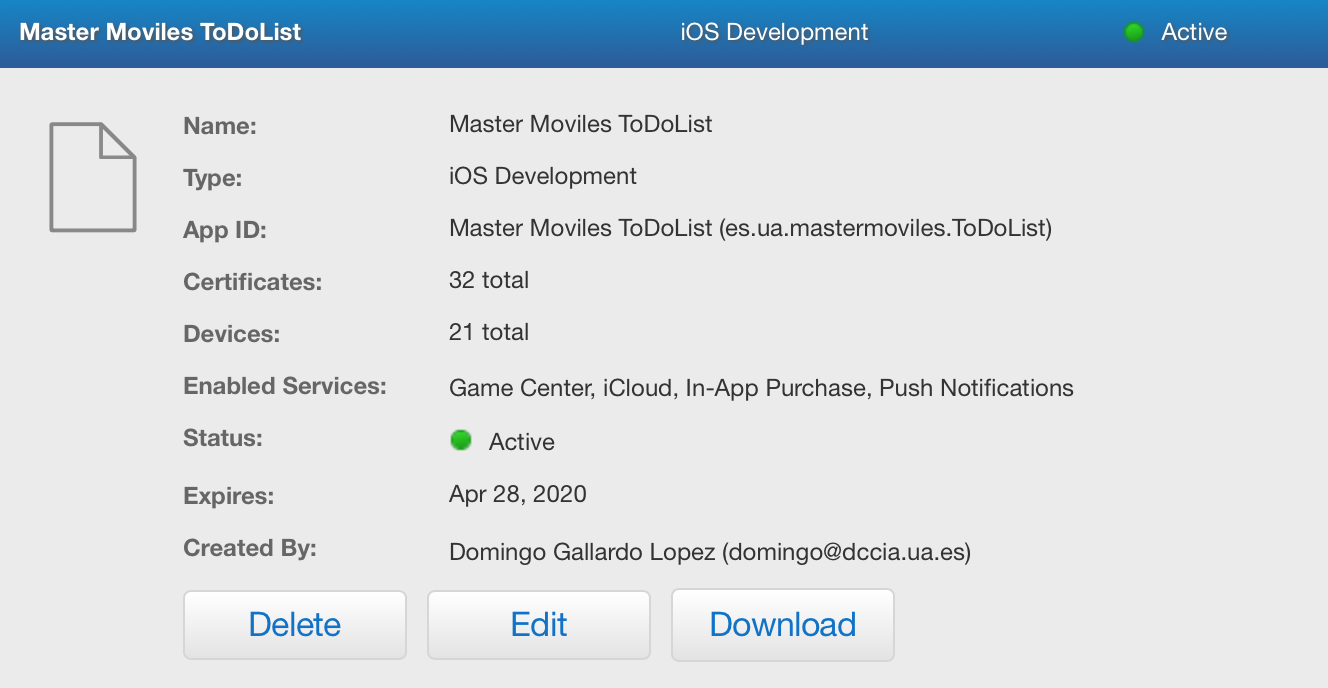 Master Moviles ToDoList iOS Development Active
Name: Master Moviles ToDoList
Type: iOS Development
App ID: Master Moviles ToDoList (es.ua.mastermoviles.ToDoList)
Certificates: 32 total
Devices: 21 total
Enabled Services: Game Center, iCloud, In-App Purchase, Push Notifications
Status: Active
Expires: Apr 28, 2020
Created By: Domingo Gallardo Lopez (domingo@dccia.ua.es)
Delete Edit Download